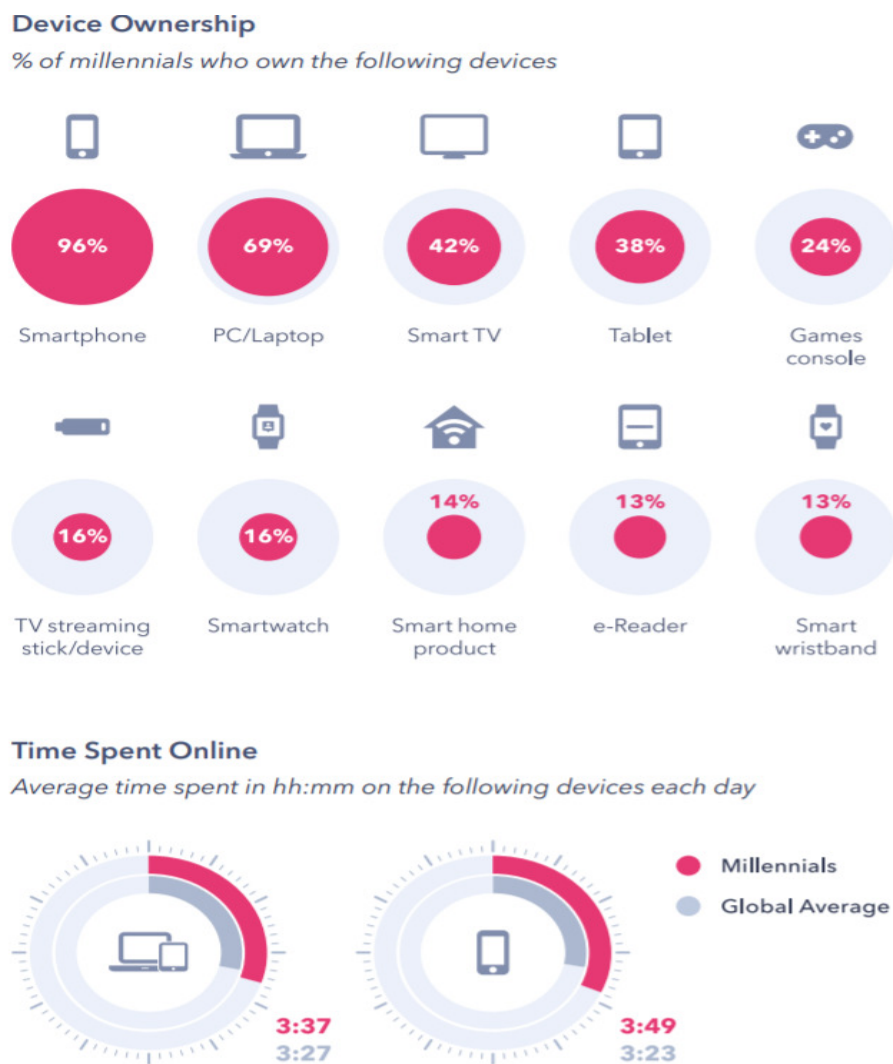 Device Ownership
% of millennials who own the following devices
96%
69%
42%
38%
24%
Smartphone
PC/Laptop
Smart TV
Tablet
Games
console
16%
16%
14%
13%
13%
TV streaming
stick/device
Smartwatch
Smart home
product
e-Reader
Smart
wristband
Time Spent Online
Average time spent in hh:mm on the following devices each day
Millennials
Global Average
3:37
3:27
3:49
3:23